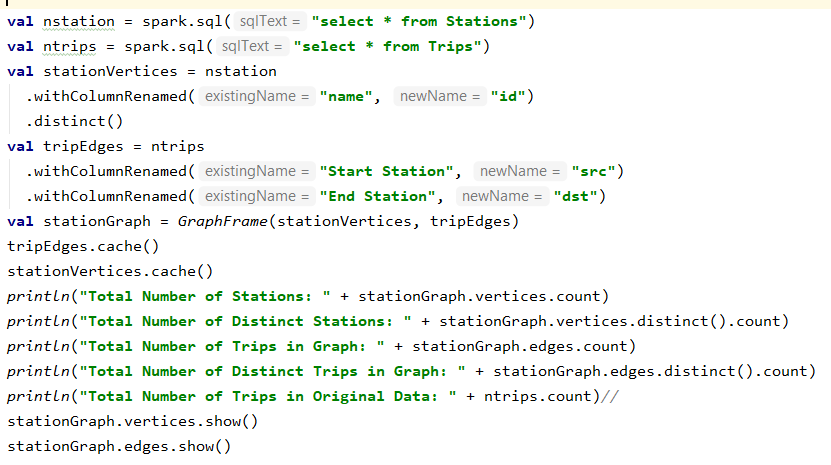 val nstation = spark.sql( sqlText = "select * from Stations")
val ntrips = spark.sql( sqlText = "select * from Trips")
val stationVertices = nstation
.withColumnRenamed( existingName = "name", newName = "id")
.distinct()
val tripEdges = ntrips
.withColumnRenamed( existingName = "Start Station", newName = "src")
.withColumnRenamed( existingName = "End Station", newName = "dst")
val stationGraph = GraphFrame(stationVertices, tripEdges)
tripEdges.cache()
stationVertices.cache()
println("Total Number of Stations: " + stationGraph.vertices.count)
println("Total Number of Distinct Stations: " + stationGraph.vertices.distinct().count)
println("Total Number of Trips in Graph: " + stationGraph.edges.count)
println("Total Number of Distinct Trips in Graph: " + stationGraph.edges.distinct().count)
println("Total Number of Trips in Original Data: " + ntrips.count)//
stationGraph.vertices.show()
stationGraph.edges.show()